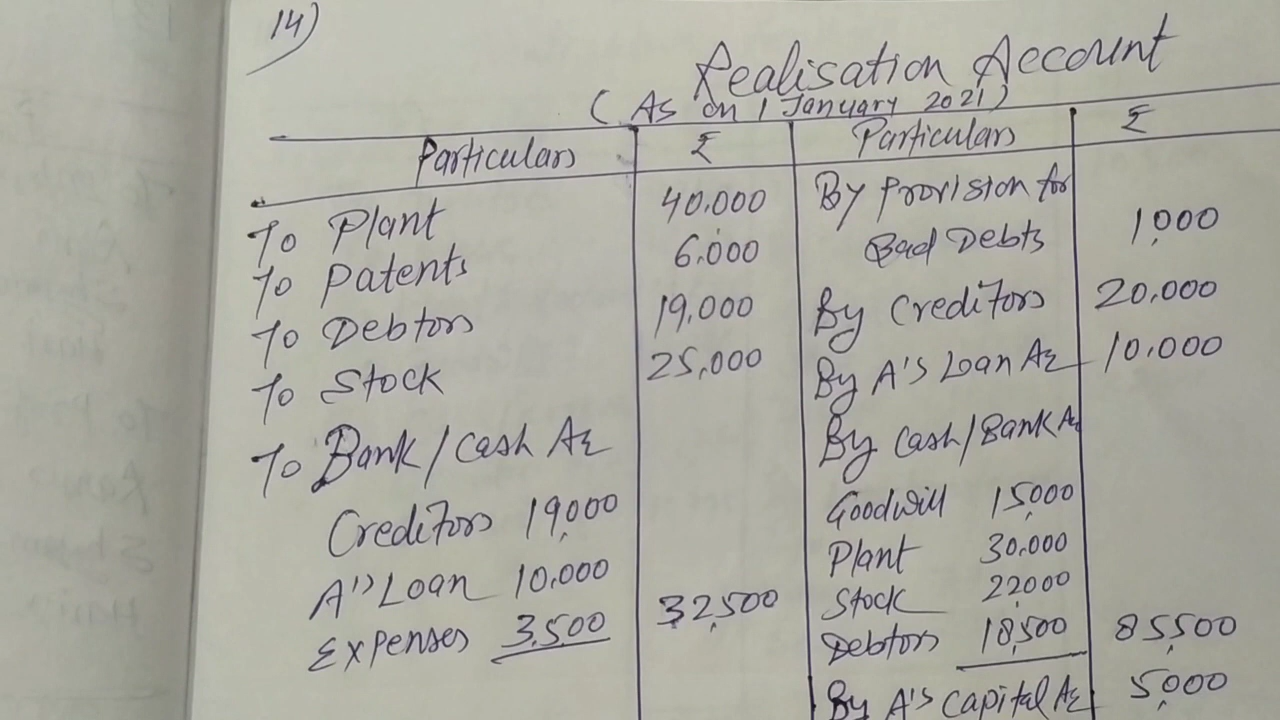 14)
Realisation Account
(As on 1 January 2021)
Particulars ₹ Particulars ₹
To Plant 40,000 By Provision for
Bad Debts 1,000
To Patents 6,000
To Debtors 19,000 By Creditors 20,000
To Stock 25,000 By A's Loan A/c 10,000
To Bank/Cash A/c By Cash/Bank A/c
Creditors 19,000 Goodwill 15,000
A's Loan 10,000 Plant 30,000
Expenses 3,500 32,500 Stock 22,000
Debtors 18,500 85,500
By A's Capital A/c 5,000